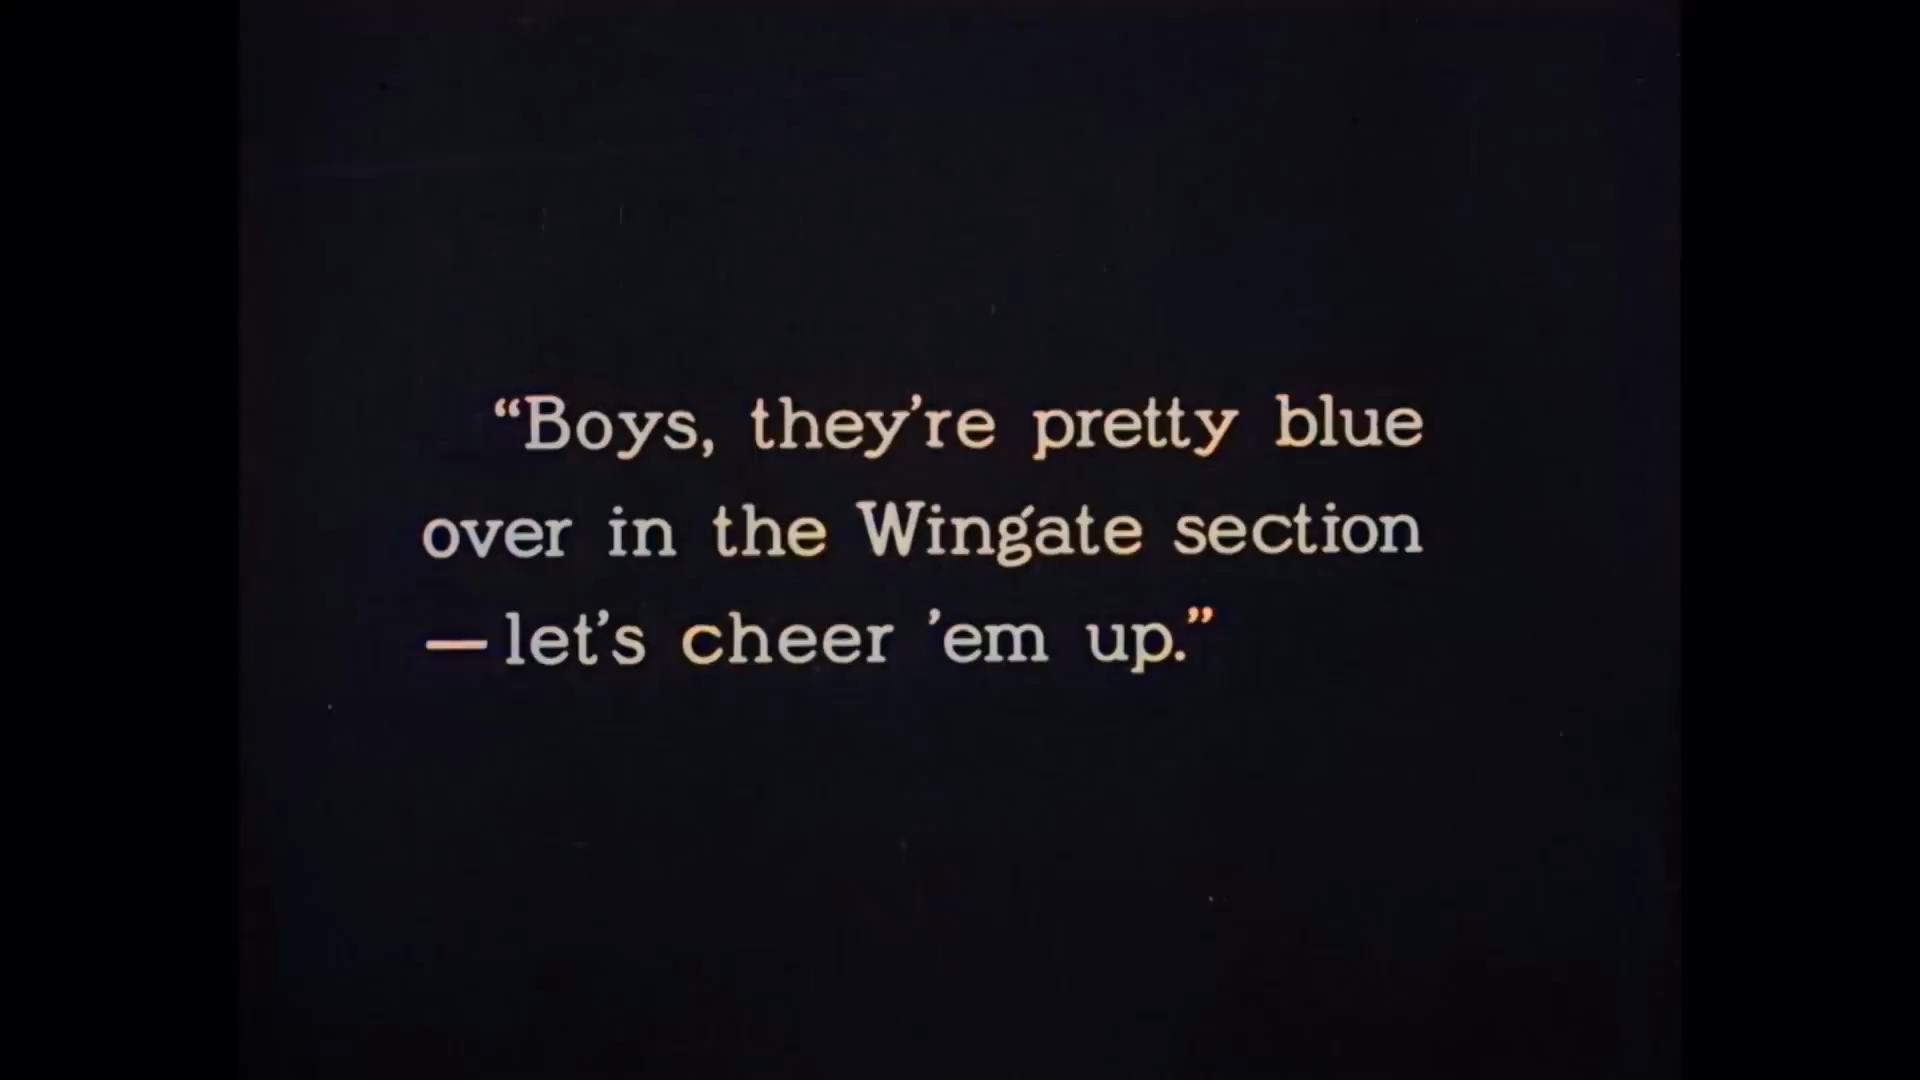 “Boys, they’re pretty blue
over in the Wingate section
—let’s cheer ’em up.”